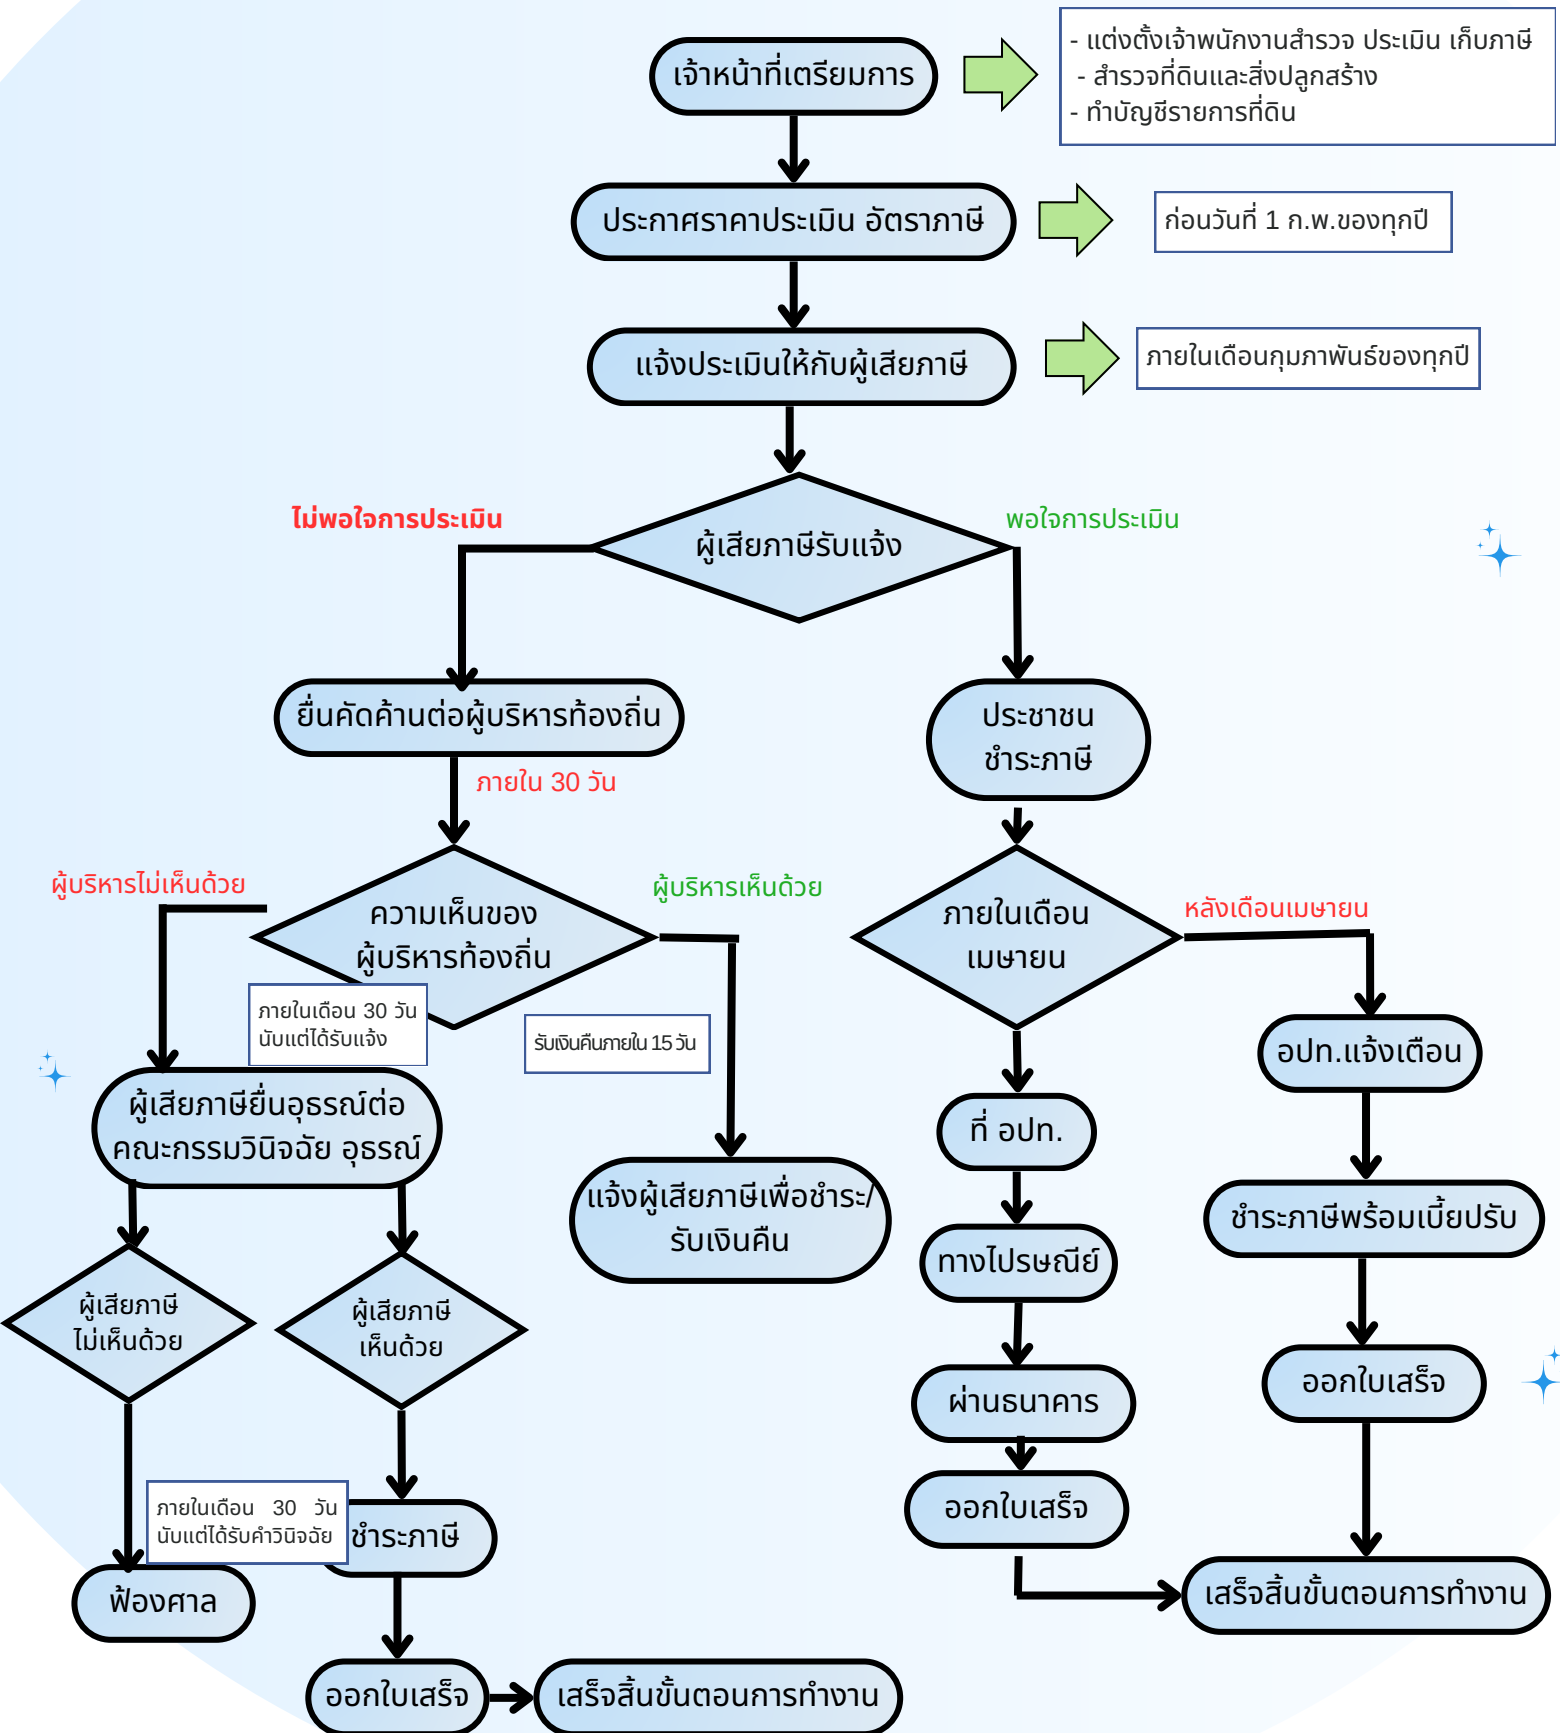 เจ้าหน้าที่เตรียมการ
- แต่งตั้งเจ้าพนักงานสำรวจ ประเมิน เก็บภาษี
- สำรวจที่ดินและสิ่งปลูกสร้าง
- ทำบัญชีรายการที่ดิน
ประกาศราคาประเมิน อัตราภาษี
ก่อนวันที่ 1 ก.พ.ของทุกปี
แจ้งประเมินให้กับผู้เสียภาษี
ภายในเดือนกุมภาพันธ์ของทุกปี
ไม่พอใจการประเมิน
พอใจการประเมิน
ผู้เสียภาษีรับแจ้ง
ยื่นคัดค้านต่อผู้บริหารท้องถิ่น
ประชาชน
ชำระภาษี
ภายใน 30 วัน
ผู้บริหารไม่เห็นด้วย
ผู้บริหารเห็นด้วย
ความเห็นของ
ผู้บริหารท้องถิ่น
ภายในเดือน
เมษายน
หลังเดือนเมษายน
ภายในเดือน 30 วัน
นับแต่ได้รับแจ้ง
รับเงินคืนภายใน 15 วัน
อปท.แจ้งเตือน
ผู้เสียภาษียื่นอุธรณ์ต่อ
คณะกรรมวินิจฉัย อุธรณ์
ที่ อปท.
แจ้งผู้เสียภาษีเพื่อชำระ/
รับเงินคืน
ชำระภาษีพร้อมเบี้ยปรับ
ทางไปรษณีย์
ผู้เสียภาษี
ไม่เห็นด้วย
ผู้เสียภาษี
เห็นด้วย
ผ่านธนาคาร
ออกใบเสร็จ
ออกใบเสร็จ
ภายในเดือน 30 วัน
นับแต่ได้รับคำวินิจฉัย
ชำระภาษี
ฟ้องศาล
เสร็จสิ้นขั้นตอนการทำงาน
ออกใบเสร็จ
เสร็จสิ้นขั้นตอนการทำงาน